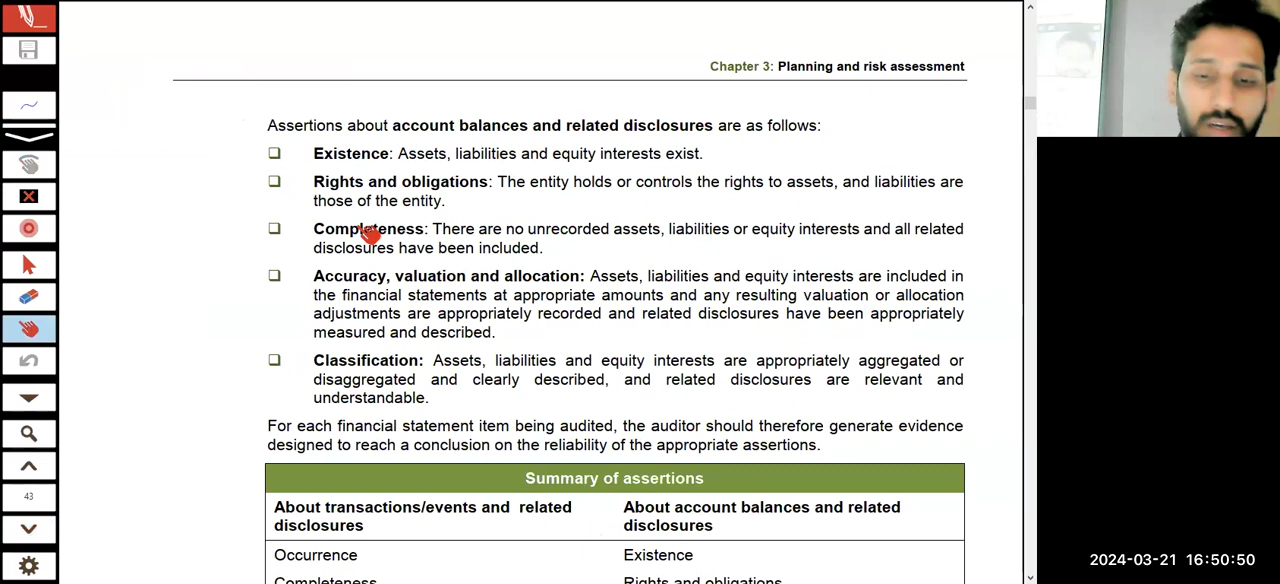 Chapter 3: Planning and risk assessment
Assertions about account balances and related disclosures are as follows:
❑ Existence: Assets, liabilities and equity interests exist.
❑ Rights and obligations: The entity holds or controls the rights to assets, and liabilities are
those of the entity.
❑ Completeness: There are no unrecorded assets, liabilities or equity interests and all related
disclosures have been included.
❑ Accuracy, valuation and allocation: Assets, liabilities and equity interests are included in
the financial statements at appropriate amounts and any resulting valuation or allocation
adjustments are appropriately recorded and related disclosures have been appropriately
measured and described.
❑ Classification: Assets, liabilities and equity interests are appropriately aggregated or
disaggregated and clearly described, and related disclosures are relevant and
understandable.
For each financial statement item being audited, the auditor should therefore generate evidence
designed to reach a conclusion on the reliability of the appropriate assertions.
Summary of assertions
About transactions/events and related
disclosures
About account balances and related
disclosures
Occurrence
Existence
Completeness
Rights and obligations
43
2024-03-21 16:50:50